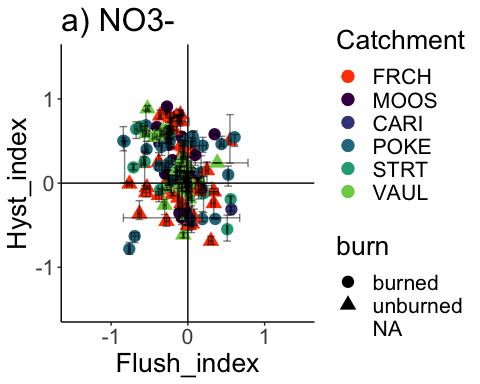 a) NO3-
Hyst_index
1
0
-1
-1
0
1
Flush_index
Catchment
FRCH
MOOS
CARI
POKE
STRT
VAUL
burn
burned
unburned
NA